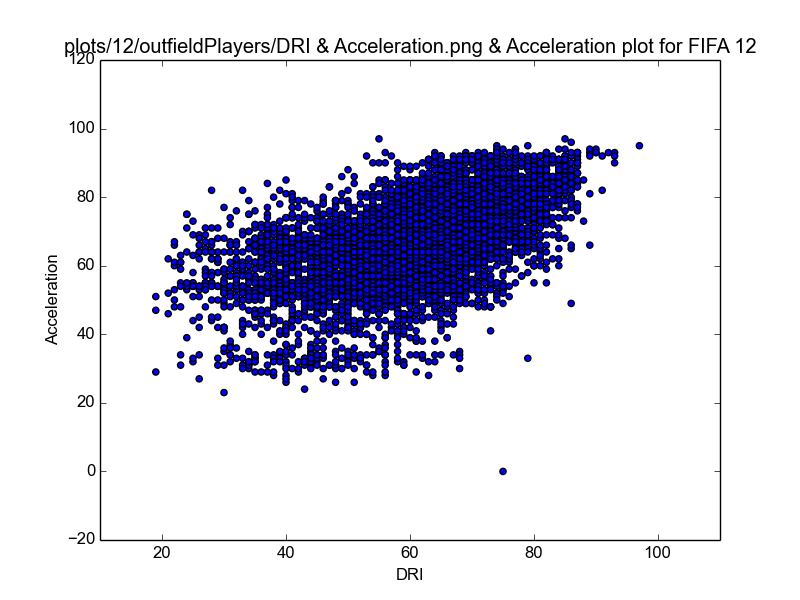 plots/12/outfieldPlayers/DRI & Acceleration.png & Acceleration plot for FIFA 12
120
100
80
60
40
20
0
−20
Acceleration
20 40 60 80 100
DRI